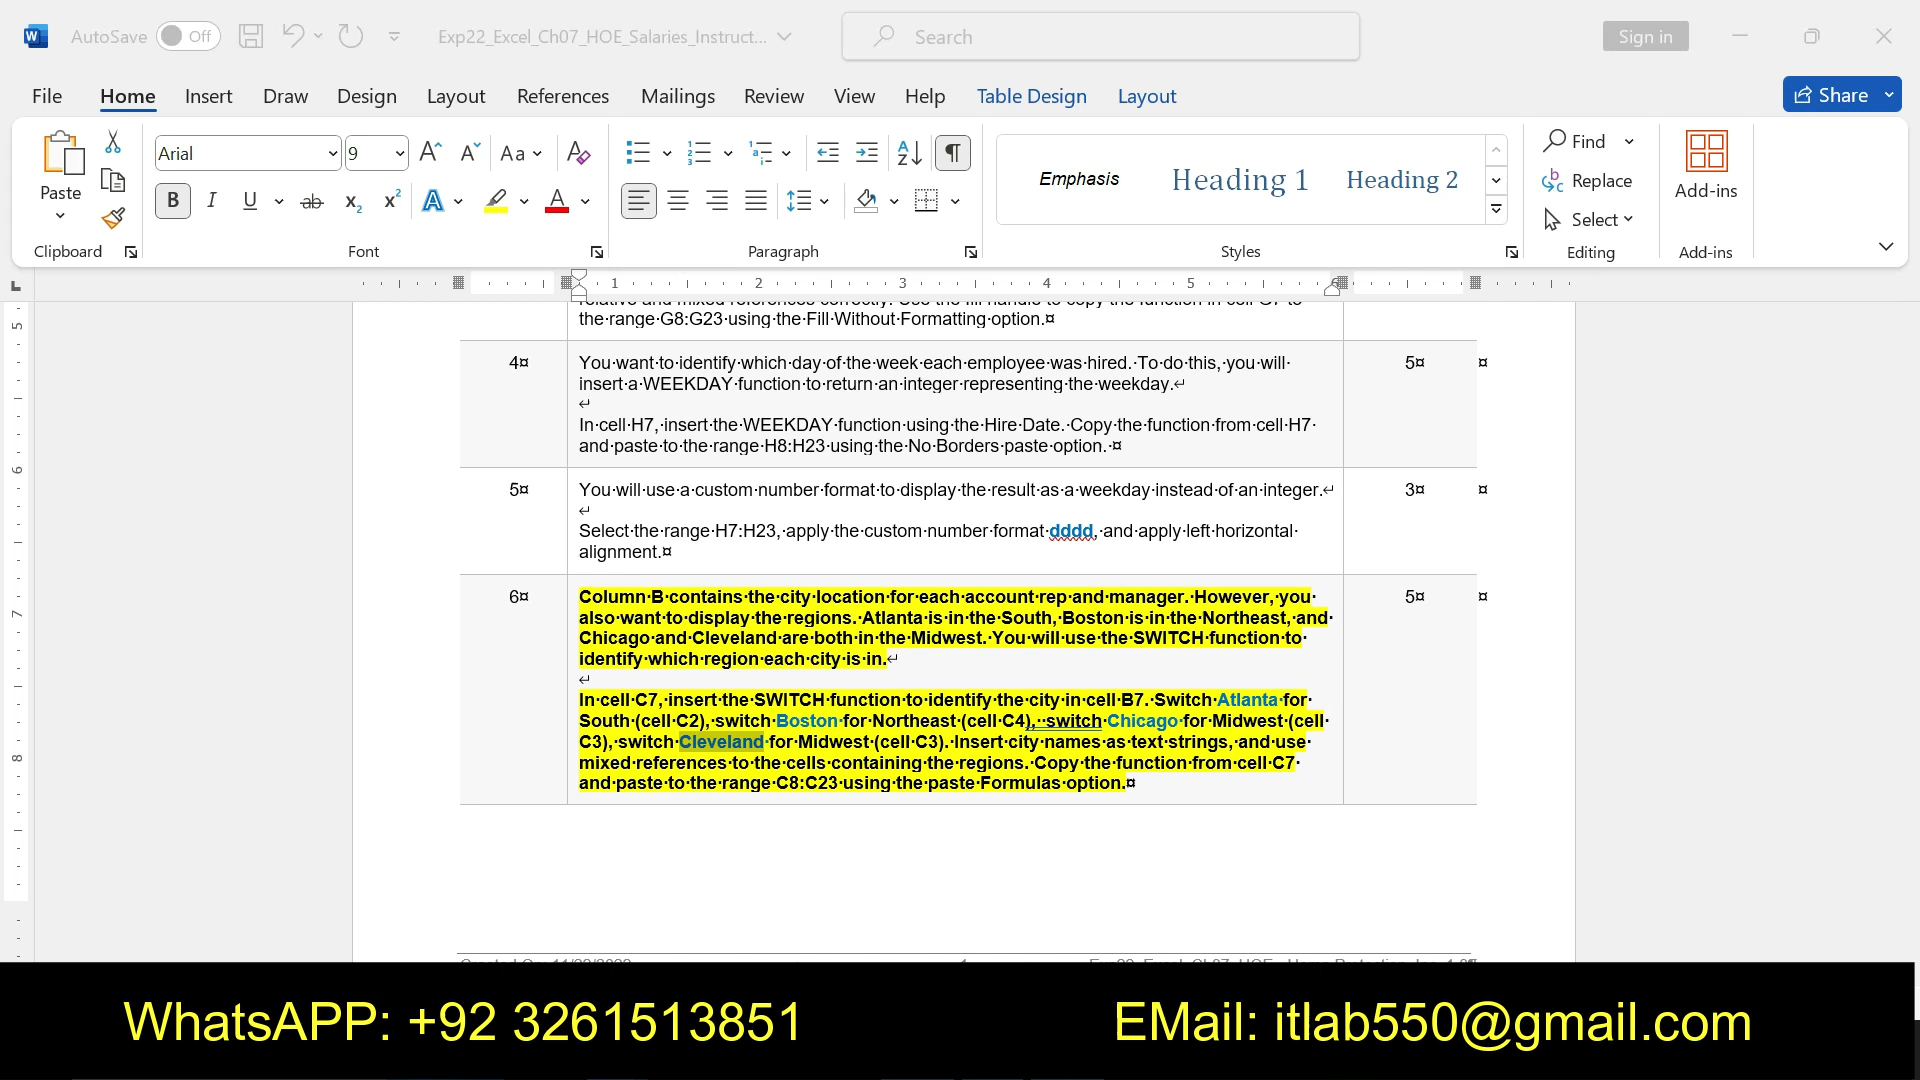 AutoSave Off Exp22_Excel_Ch07_HOE_Salaries_Instruct... Search Sign in
File Home Insert Draw Design Layout References Mailings Review View Help Table Design Layout Share
Paste Arial 9 Aa Emphasis Heading 1 Heading 2 Find Replace Select Add-ins
Clipboard Font Paragraph Styles Editing Add-ins
1 2 3 4 5
the·range·G8:G23·using·the·Fill·Without·Formatting·option.¤
4¤ You·want·to·identify·which·day·of·the·week·each·employee·was·hired.·To·do·this,·you·will· 5¤ ¤
insert·a·WEEKDAY·function·to·return·an·integer·representing·the·weekday.↵
↵
In·cell·H7,·insert·the·WEEKDAY·function·using·the·Hire·Date.·Copy·the·function·from·cell·H7·
and·paste·to·the·range·H8:H23·using·the·No·Borders·paste·option.·¤
5¤ You·will·use·a·custom·number·format·to·display·the·result·as·a·weekday·instead·of·an·integer.↵ 3¤ ¤
↵
Select·the·range·H7:H23,·apply·the·custom·number·format·dddd,·and·apply·left·horizontal·
alignment.¤
6¤ Column·B·contains·the·city·location·for·each·account·rep·and·manager.·However,·you· 5¤ ¤
also·want·to·display·the·regions.·Atlanta·is·in·the·South,·Boston·is·in·the·Northeast,·and·
Chicago·and·Cleveland·are·both·in·the·Midwest.·You·will·use·the·SWITCH·function·to·
identify·which·region·each·city·is·in.↵
↵
In·cell·C7,·insert·the·SWITCH·function·to·identify·the·city·in·cell·B7.·Switch·Atlanta·for·
South·(cell·C2),·switch·Boston·for·Northeast·(cell·C4),··switch·Chicago·for·Midwest·(cell·
C3),·switch·Cleveland·for·Midwest·(cell·C3).·Insert·city·names·as·text·strings,·and·use·
mixed·references·to·the·cells·containing·the·regions.·Copy·the·function·from·cell·C7·
and·paste·to·the·range·C8:C23·using·the·paste·Formulas·option.¤
WhatsAPP: +92 3261513851 EMail: itlab550@gmail.com